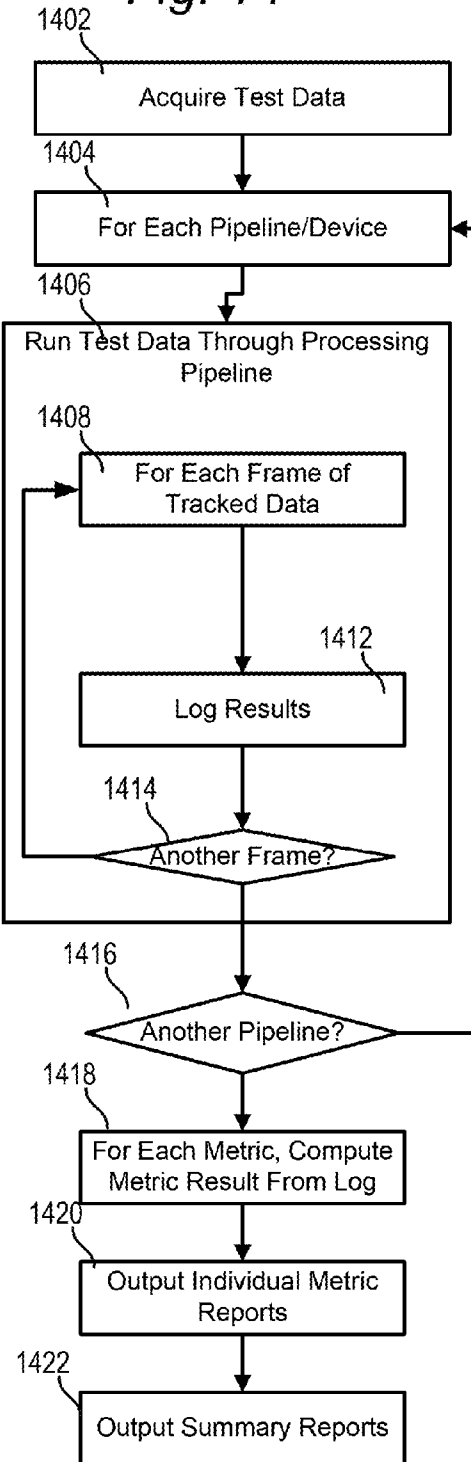 1402
Acquire Test Data
1404
For Each Pipeline/Device
1406
Run Test Data Through Processing
Pipeline
1408
For Each Frame of
Tracked Data
1412
Log Results
1414
Another Frame?
1416
Another Pipeline?
1418
For Each Metric, Compute
Metric Result From Log
1420
Output Individual Metric
Reports
1422
Output Summary Reports